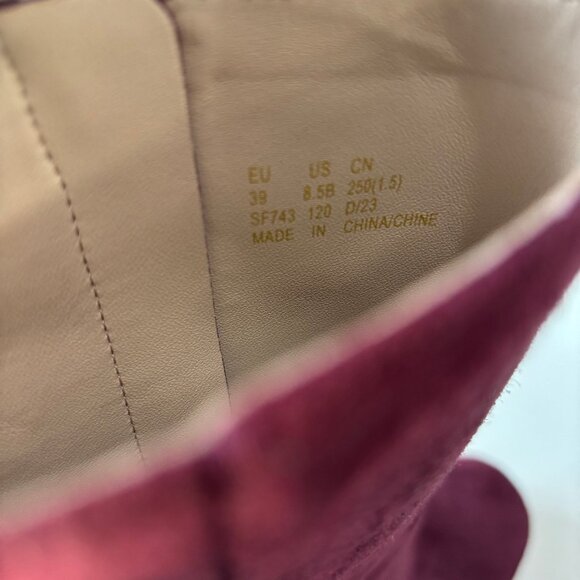 EU US CN
39 8.5B 250(1.5)
SF743 120 D/23
MADE IN CHINA/CHINE